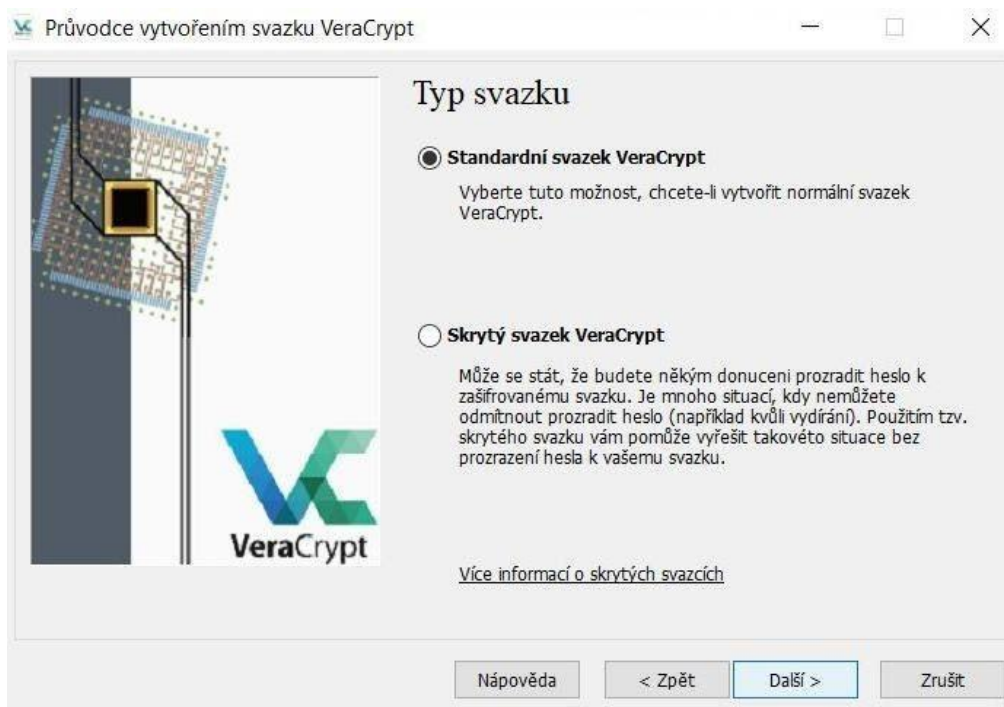 Průvodce vytvořením svazku VeraCrypt
Typ svazku
Standardní svazek VeraCrypt
Vyberte tuto možnost, chcete-li vytvořit normální svazek
VeraCrypt.
Skrytý svazek VeraCrypt
Může se stát, že budete někým donuceni prozradit heslo k
zašifrovanému svazku. Je mnoho situací, kdy nemůžete
odmítnout prozradit heslo (například kvůli vydírání). Použitím tzv.
skrytého svazku vám pomůže vyřešit takovéto situace bez
prozrazení hesla k vašemu svazku.
VeraCrypt
Více informací o skrytých svazcích
Nápověda
< Zpět
Další >
Zrušit